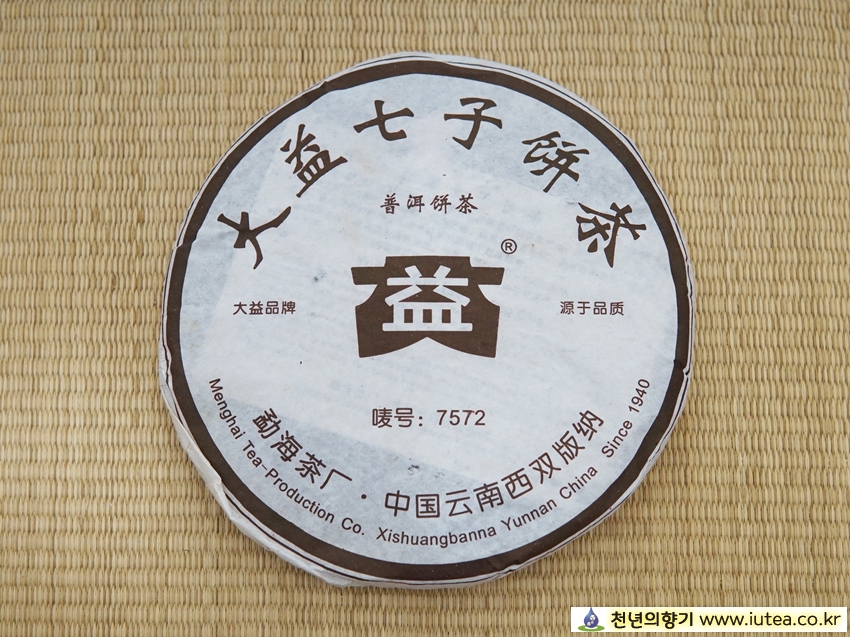 大益七子饼茶
普洱饼茶
®
益
大益品牌
源于品质
唛号：7572
勐海茶厂·中国云南西双版纳
Menghai Tea-Production Co. Xishuangbanna Yunnan China Since 1940
천년의향기 www.iutea.co.kr